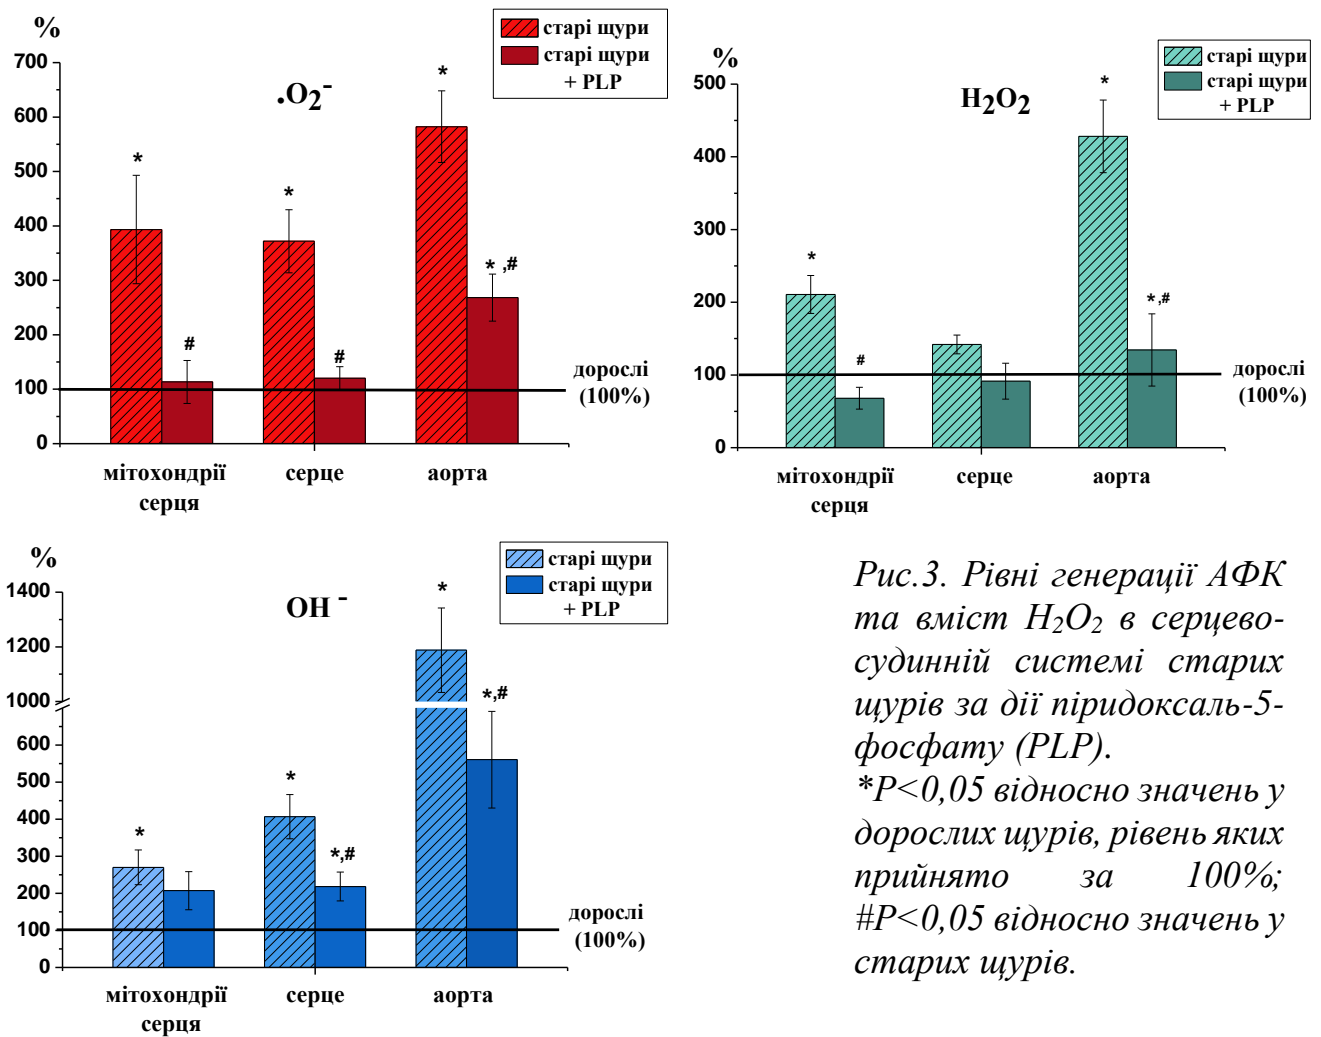 %
старі щури
старі щури
+ PLP
.O2-
700
600
500
400
300
200
100
0
*
*
*
#
#
* ,#
дорослі
(100%)
мітохондрії
серця
серце
аорта
%
старі щури
старі щури
+ PLP
H2O2
500
400
300
200
100
0
*
*
#
*,#
дорослі
(100%)
мітохондрії
серця
серце
аорта
%
старі щури
старі щури
+ PLP
OH -
1400
1200
1000
600
500
400
300
200
100
0
*
*
*
*,#
*,#
дорослі
(100%)
мітохондрії
серця
серце
аорта
Рис.3. Рівні генерації АФК
та вміст H2O2 в серцево-
судинній системі старих
щурів за дії піридоксаль-5-
фосфату (PLP).
*P<0,05 відносно значень у
дорослих щурів, рівень яких
прийнято за 100%;
#P<0,05 відносно значень у
старих щурів.